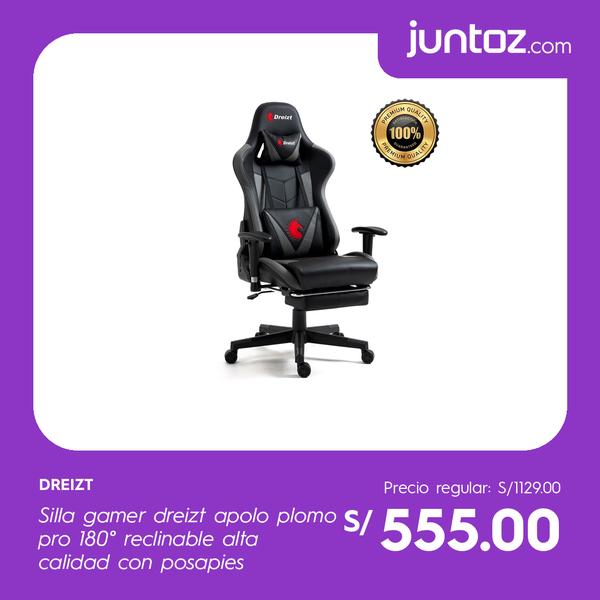 juntoz.com
Dreizt
Dreizt
PREMIUM QUALITY
100%
GUARANTEED
PREMIUM QUALITY
DREIZT
Precio regular: S/1129.00
Silla gamer dreizt apolo plomo
pro 180° reclinable alta
calidad con posapies
S/ 555.00